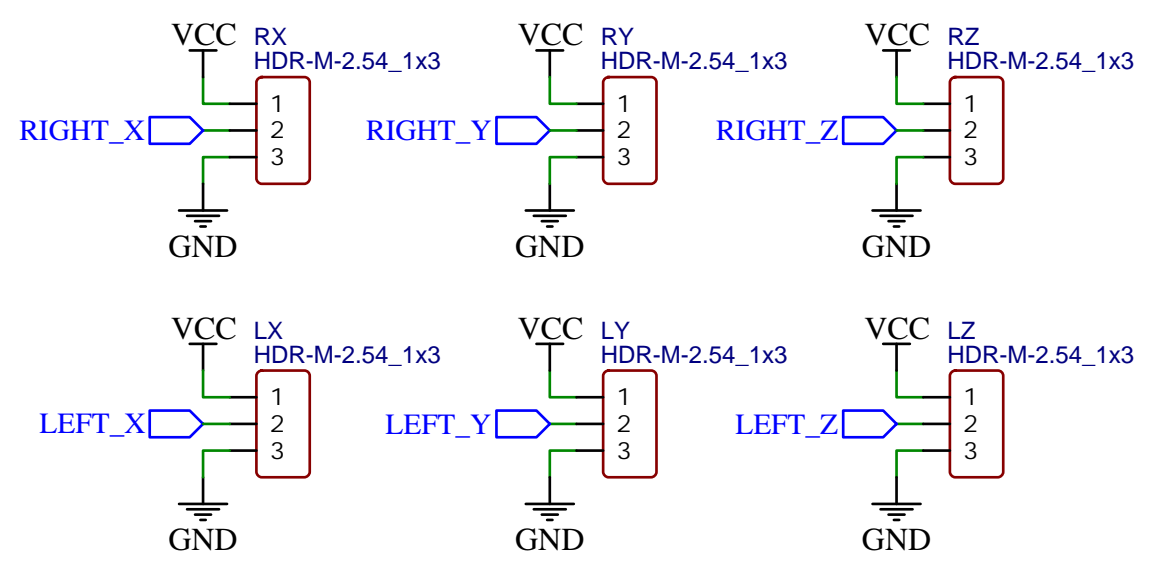 VCC RX
HDR-M-2.54_1x3
1
RIGHT_X 2
3
GND
VCC RY
HDR-M-2.54_1x3
1
RIGHT_Y 2
3
GND
VCC RZ
HDR-M-2.54_1x3
1
RIGHT_Z 2
3
GND
VCC LX
HDR-M-2.54_1x3
1
LEFT_X 2
3
GND
VCC LY
HDR-M-2.54_1x3
1
LEFT_Y 2
3
GND
VCC LZ
HDR-M-2.54_1x3
1
LEFT_Z 2
3
GND